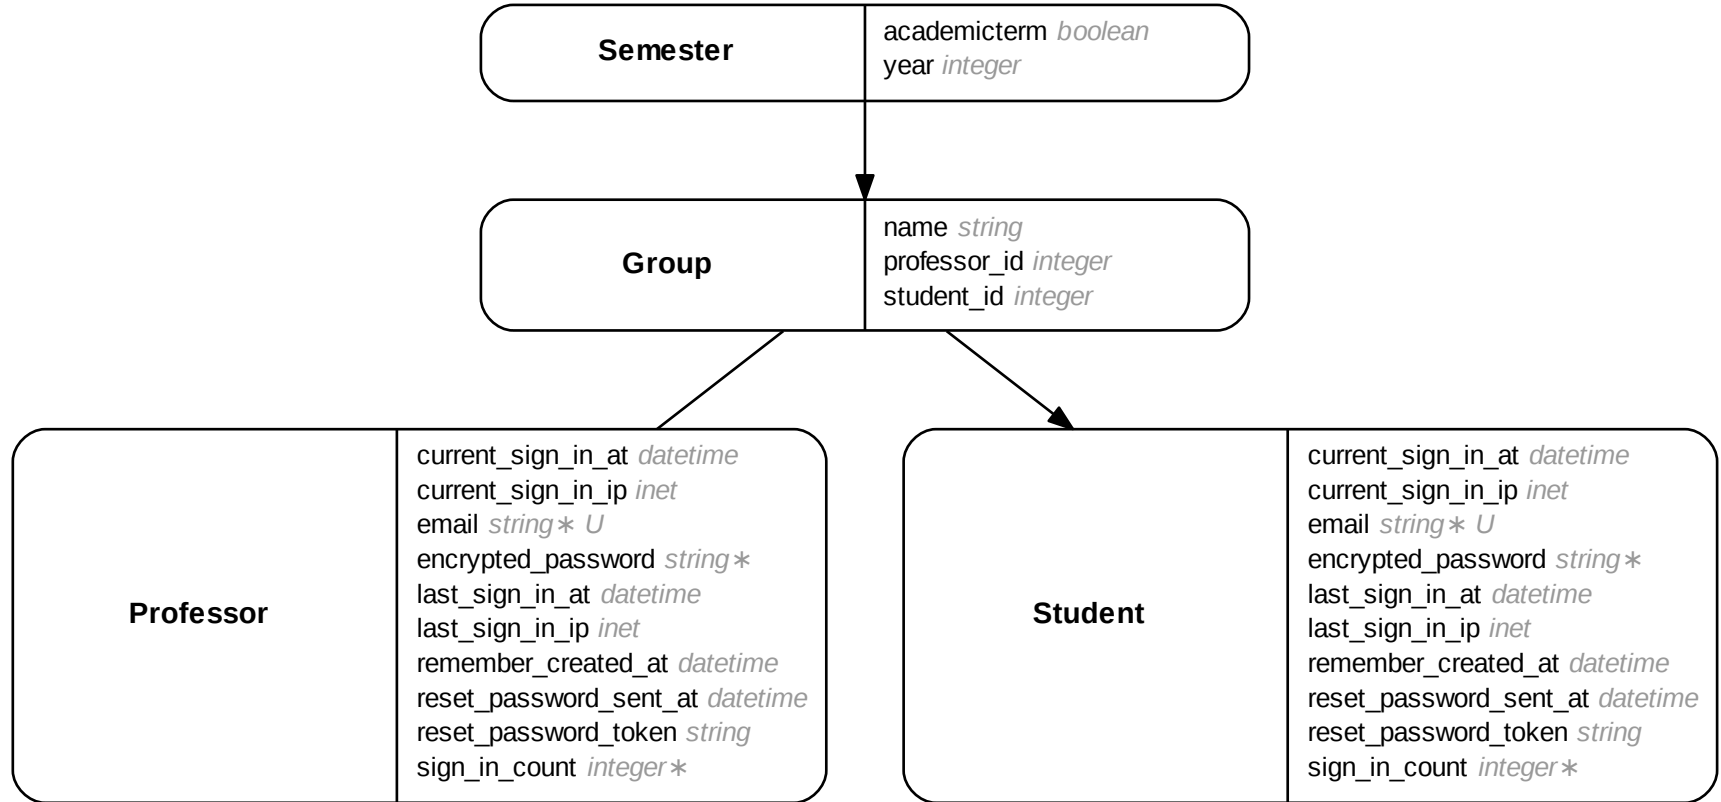 Semester
academicterm boolean
year integer
Group
name string
professor_id integer
student_id integer
Professor
current_sign_in_at datetime
current_sign_in_ip inet
email string∗ U
encrypted_password string∗
last_sign_in_at datetime
last_sign_in_ip inet
remember_created_at datetime
reset_password_sent_at datetime
reset_password_token string
sign_in_count integer∗
Student
current_sign_in_at datetime
current_sign_in_ip inet
email string∗ U
encrypted_password string∗
last_sign_in_at datetime
last_sign_in_ip inet
remember_created_at datetime
reset_password_sent_at datetime
reset_password_token string
sign_in_count integer∗